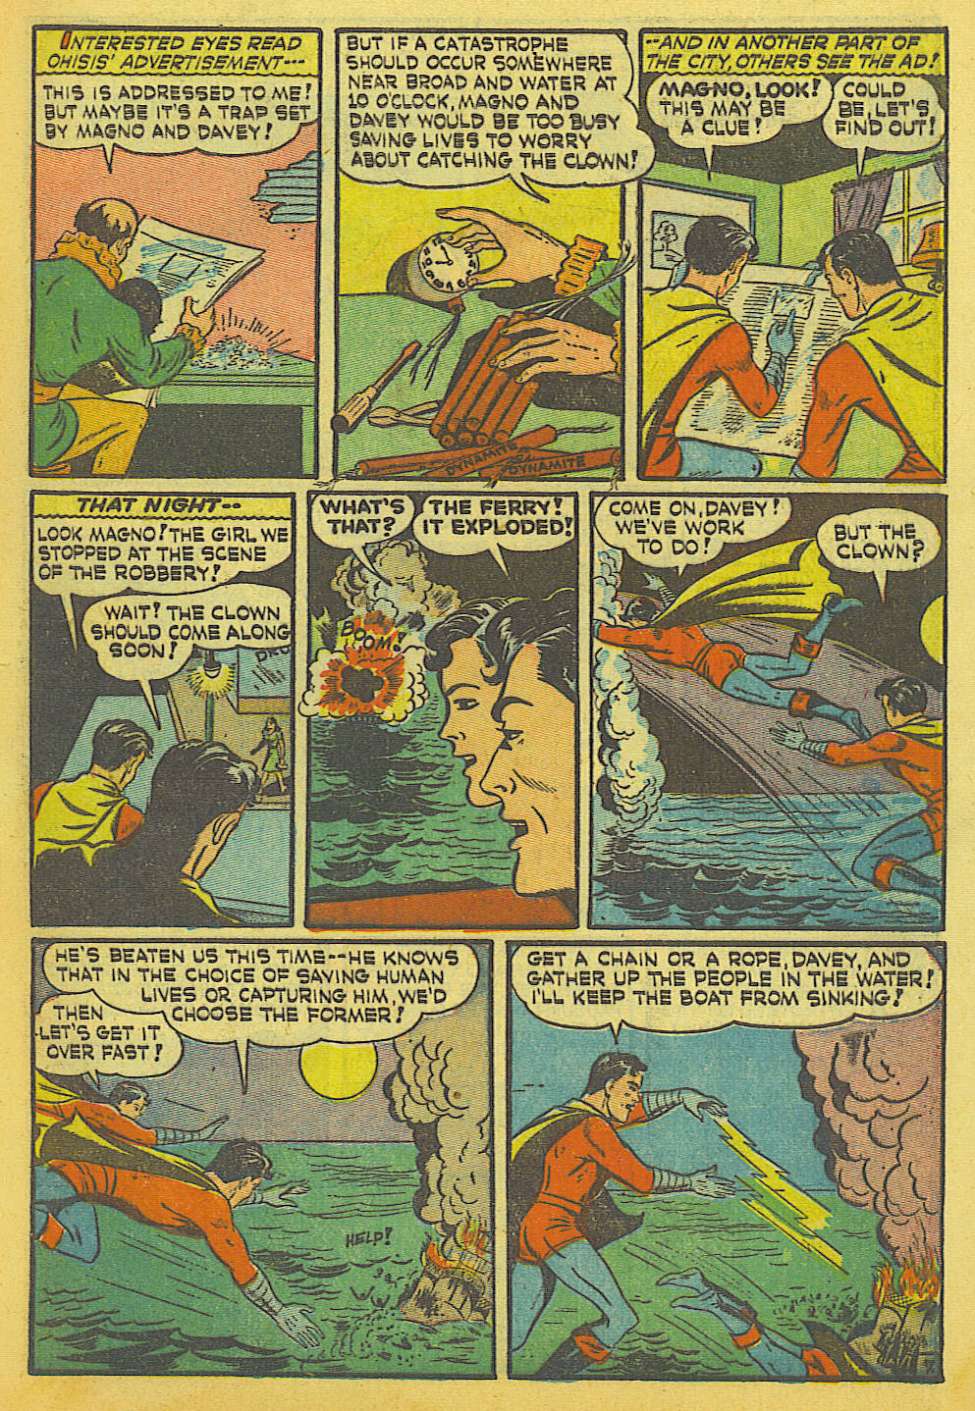 INTERESTED EYES READ
OHISIS' ADVERTISEMENT---
THIS IS ADDRESSED TO ME!
BUT MAYBE IT'S A TRAP SET
BY MAGNO AND DAVEY!
BUT IF A CATASTROPHE
SHOULD OCCUR SOMEWHERE
NEAR BROAD AND WATER AT
10 O'CLOCK, MAGNO AND
DAVEY WOULD BE TOO BUSY
SAVING LIVES TO WORRY
ABOUT CATCHING THE CLOWN!
DYNAMITE
DYNAMITE
--AND IN ANOTHER PART OF
THE CITY, OTHERS SEE THE AD!
MAGNO, LOOK!
THIS MAY BE
A CLUE!
COULD
BE, LET'S
FIND OUT!
THAT NIGHT--
LOOK MAGNO! THE GIRL WE
STOPPED AT THE SCENE
OF THE ROBBERY!
WAIT! THE CLOWN
SHOULD COME ALONG
SOON!
DRU
WHAT'S
THAT?
THE FERRY!
IT EXPLODED!
BOOM!
COME ON, DAVEY!
WE'VE WORK
TO DO!
BUT THE
CLOWN?
HE'S BEATEN US THIS TIME--HE KNOWS
THAT IN THE CHOICE OF SAVING HUMAN
LIVES OR CAPTURING HIM, WE'D
CHOOSE THE FORMER!
THEN
LET'S GET IT
OVER FAST!
HELP!
GET A CHAIN OR A ROPE, DAVEY, AND
GATHER UP THE PEOPLE IN THE WATER!
I'LL KEEP THE BOAT FROM SINKING!